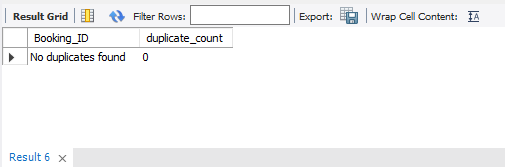 Result Grid Filter Rows: Export: Wrap Cell Content:
Booking_ID duplicate_count
No duplicates found 0
Result 6